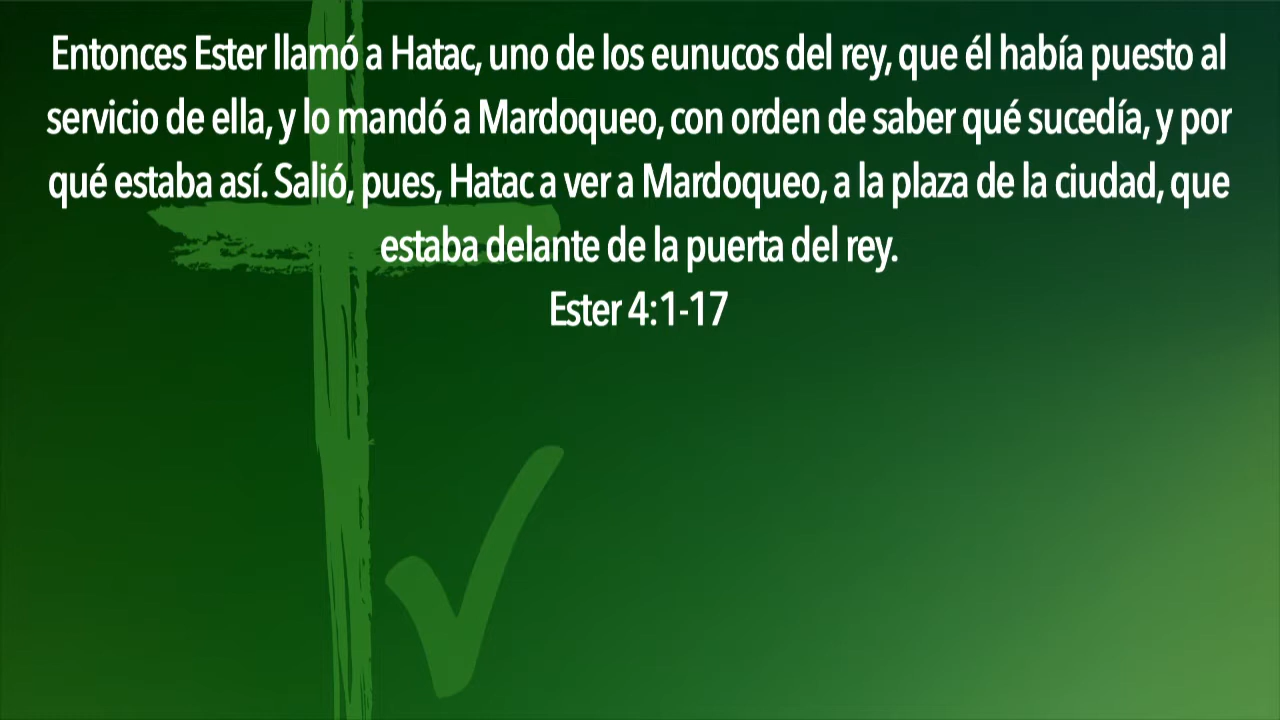 Entonces Ester llamó a Hatac, uno de los eunucos del rey, que él había puesto al
servicio de ella, y lo mandó a Mardoqueo, con orden de saber qué sucedía, y por
qué estaba así. Salió, pues, Hatac a ver a Mardoqueo, a la plaza de la ciudad, que
estaba delante de la puerta del rey.
Ester 4:1-17